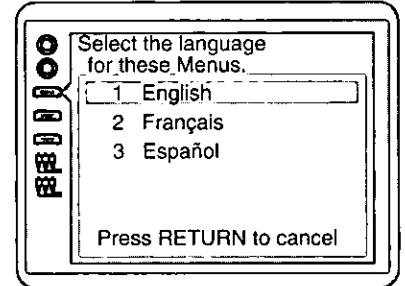 Select the language
for these Menus.
1 English
2 Français
3 Español
Press RETURN to cancel